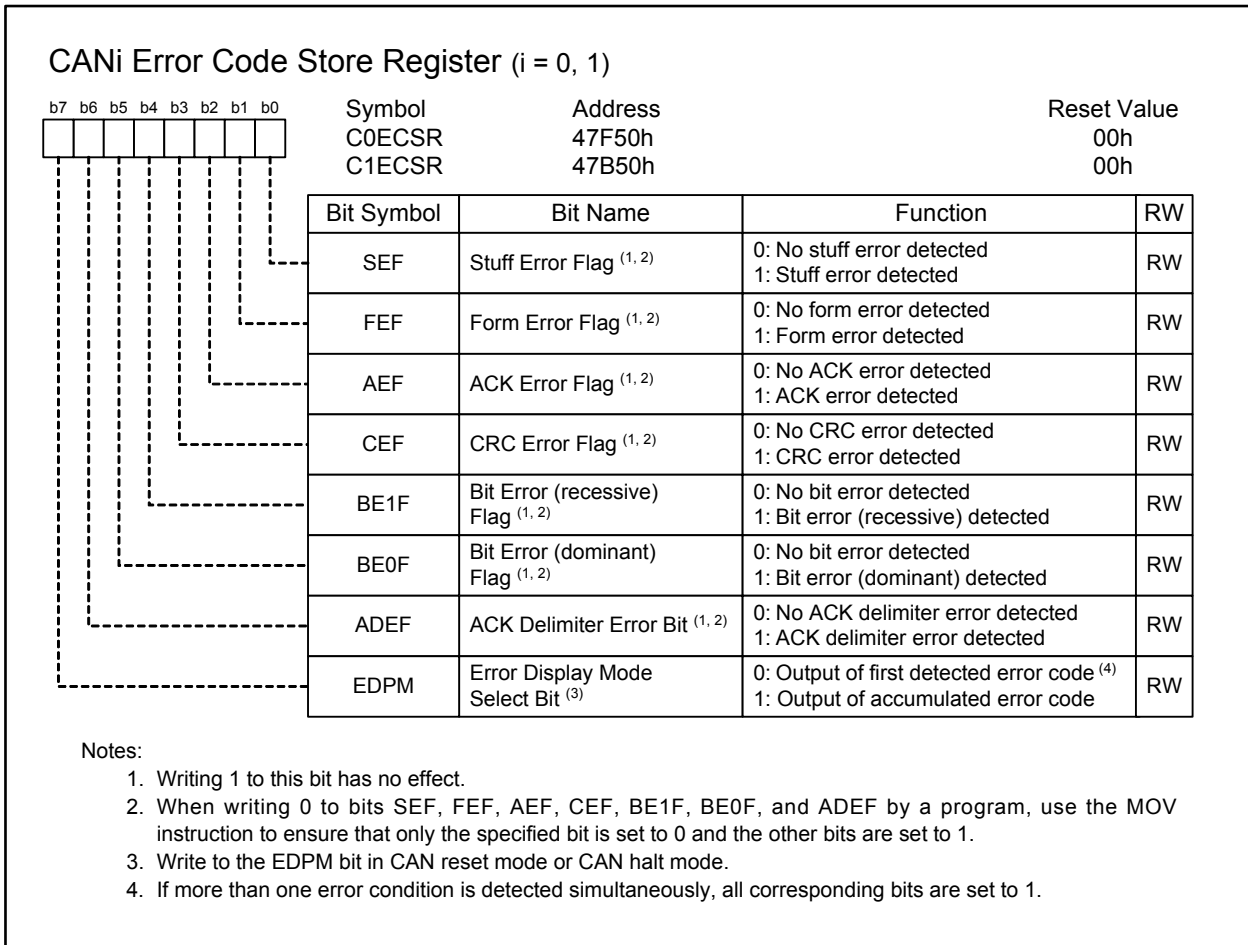 CANi Error Code Store Register (i = 0, 1)
b7 b6 b5 b4 b3 b2 b1 b0
Symbol Address Reset Value
C0ECSR 47F50h 00h
C1ECSR 47B50h 00h
Bit Symbol Bit Name Function RW
SEF Stuff Error Flag (1, 2) 0: No stuff error detected
1: Stuff error detected RW
FEF Form Error Flag (1, 2) 0: No form error detected
1: Form error detected RW
AEF ACK Error Flag (1, 2) 0: No ACK error detected
1: ACK error detected RW
CEF CRC Error Flag (1, 2) 0: No CRC error detected
1: CRC error detected RW
BE1F Bit Error (recessive)
Flag (1, 2) 0: No bit error detected
1: Bit error (recessive) detected RW
BE0F Bit Error (dominant)
Flag (1, 2) 0: No bit error detected
1: Bit error (dominant) detected RW
ADEF ACK Delimiter Error Bit (1, 2) 0: No ACK delimiter error detected
1: ACK delimiter error detected RW
EDPM Error Display Mode
Select Bit (3) 0: Output of first detected error code (4)
1: Output of accumulated error code RW
Notes:
1. Writing 1 to this bit has no effect.
2. When writing 0 to bits SEF, FEF, AEF, CEF, BE1F, BE0F, and ADEF by a program, use the MOV
instruction to ensure that only the specified bit is set to 0 and the other bits are set to 1.
3. Write to the EDPM bit in CAN reset mode or CAN halt mode.
4. If more than one error condition is detected simultaneously, all corresponding bits are set to 1.